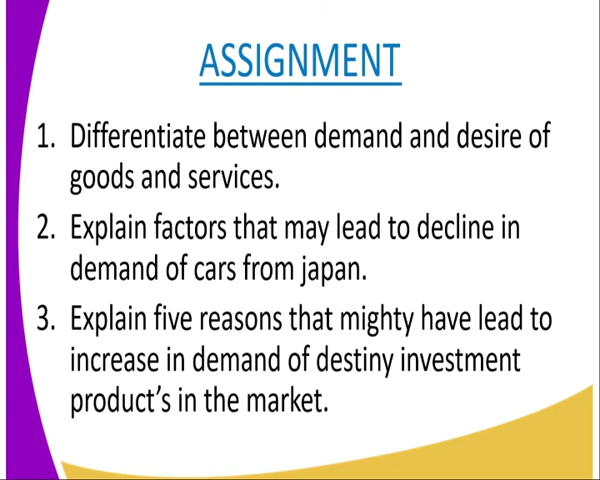 ASSIGNMENT
1. Differentiate between demand and desire of
goods and services.
2. Explain factors that may lead to decline in
demand of cars from japan.
3. Explain five reasons that mighty have lead to
increase in demand of destiny investment
product's in the market.